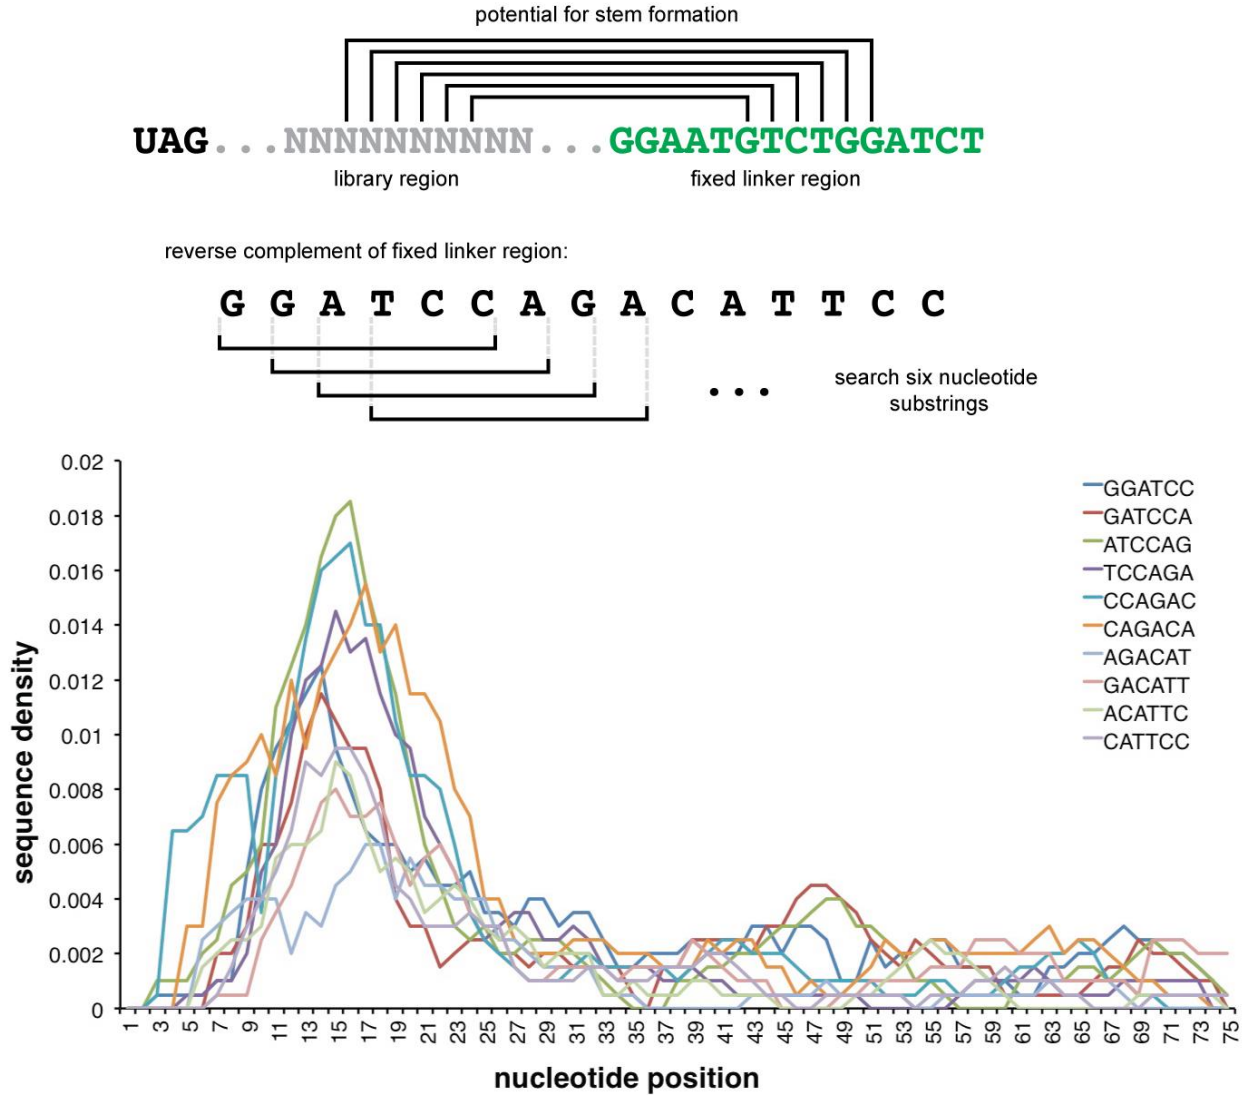 potential for stem formation
UAG...NNNNNNNNNN...GGAATGTCTGGATCT
library region
fixed linker region
reverse complement of fixed linker region:
G G A T C C A G A C A T T C C
...
search six nucleotide
substrings
0.02
0.018
0.016
0.014
0.012
0.01
0.008
0.006
0.004
0.002
0
sequence density
GGATCC
GATCCA
ATCCAG
TCCAGA
CCAGAC
CAGACA
AGACAT
GACATT
ACATTC
CATTCC
1 3 5 7 9 11 13 15 17 19 21 23 25 27 29 31 33 35 37 39 41 43 45 47 49 51 53 55 57 59 61 63 65 67 69 71 73 75
nucleotide position